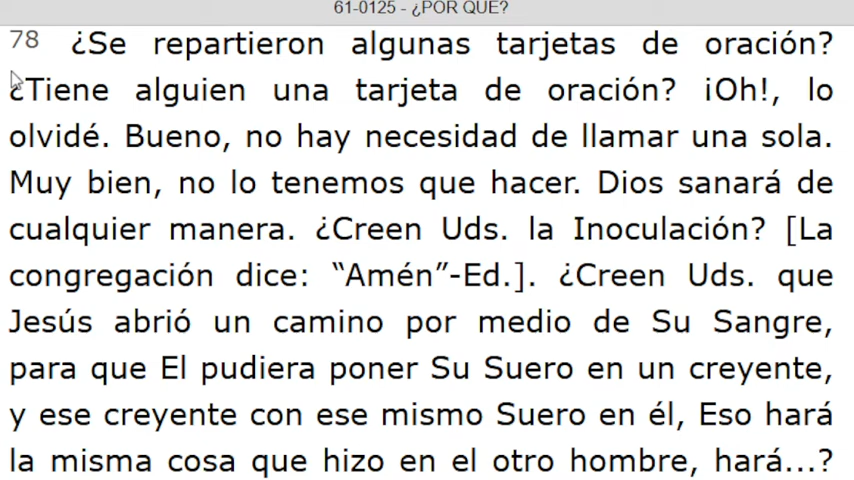 61-0125 - ¿POR QUE?
78 ¿Se repartieron algunas tarjetas de oración?
¿Tiene alguien una tarjeta de oración? ¡Oh!, lo
olvidé. Bueno, no hay necesidad de llamar una sola.
Muy bien, no lo tenemos que hacer. Dios sanará de
cualquier manera. ¿Creen Uds. la Inoculación? [La
congregación dice: “Amén”-Ed.]. ¿Creen Uds. que
Jesús abrió un camino por medio de Su Sangre,
para que El pudiera poner Su Suero en un creyente,
y ese creyente con ese mismo Suero en él, Eso hará
la misma cosa que hizo en el otro hombre, hará...?